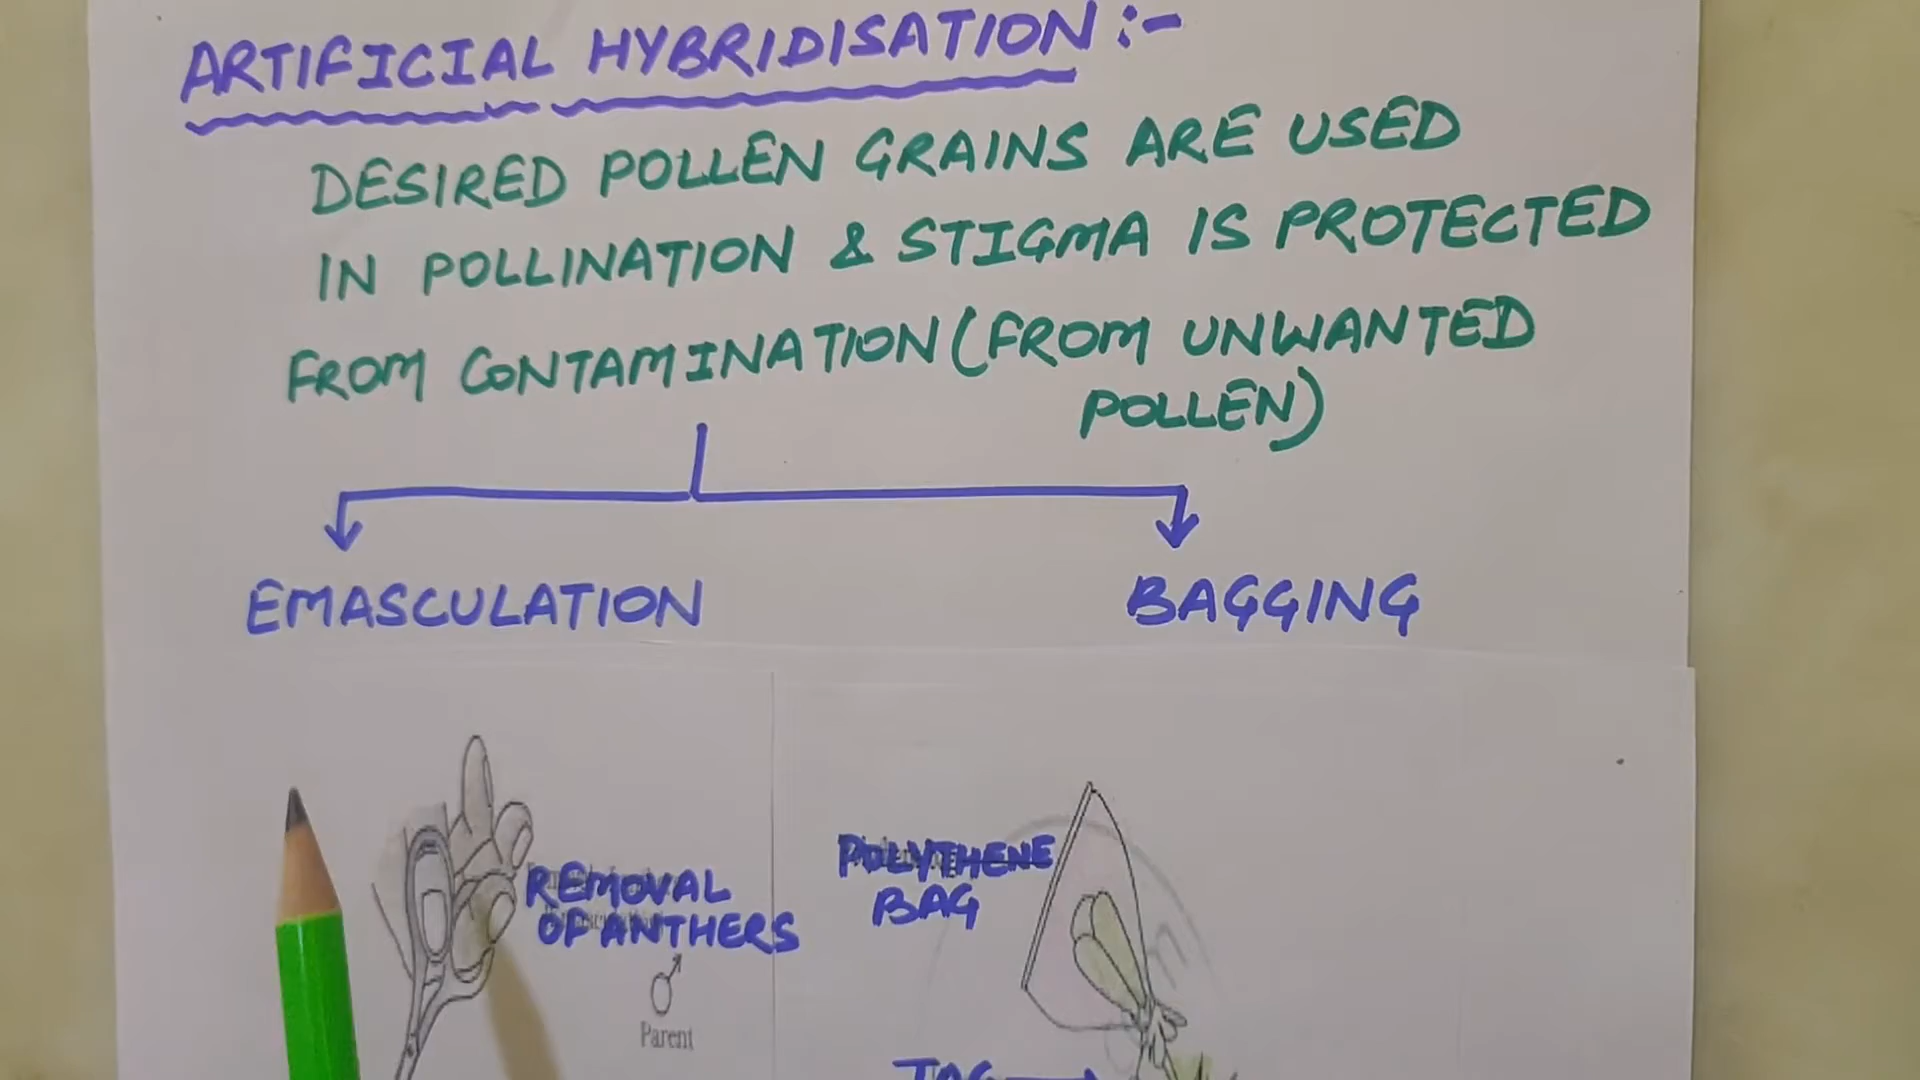 ARTIFICIAL HYBRIDISATION :-
DESIRED POLLEN GRAINS ARE USED
IN POLLINATION & STIGMA IS PROTECTED
FROM CONTAMINATION (FROM UNWANTED
POLLEN)
EMASCULATION
BAGGING
REMOVAL
OF ANTHERS
Parent
POLYTHENE
BAG
TAG